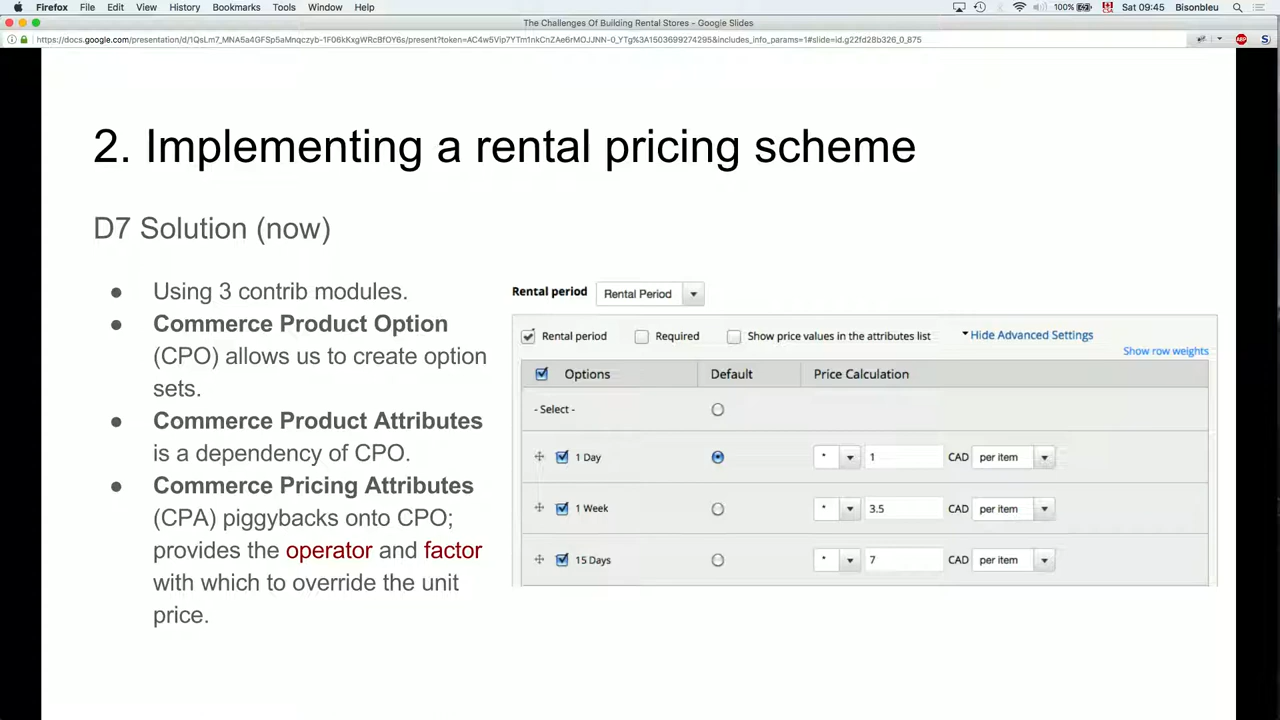 Firefox File Edit View History Bookmarks Tools Window Help 100% Sat 09:45 Bisonbleu
The Challenges Of Building Rental Stores - Google Slides
2. Implementing a rental pricing scheme
D7 Solution (now)
● Using 3 contrib modules.
● Commerce Product Option
(CPO) allows us to create option
sets.
● Commerce Product Attributes
is a dependency of CPO.
● Commerce Pricing Attributes
(CPA) piggybacks onto CPO;
provides the operator and factor
with which to override the unit
price.
Rental period Rental Period
Rental period Required Show price values in the attributes list Hide Advanced Settings
Show row weights
Options Default Price Calculation
- Select -
1 Day * 1 CAD per item
1 Week * 3.5 CAD per item
15 Days * 7 CAD per item